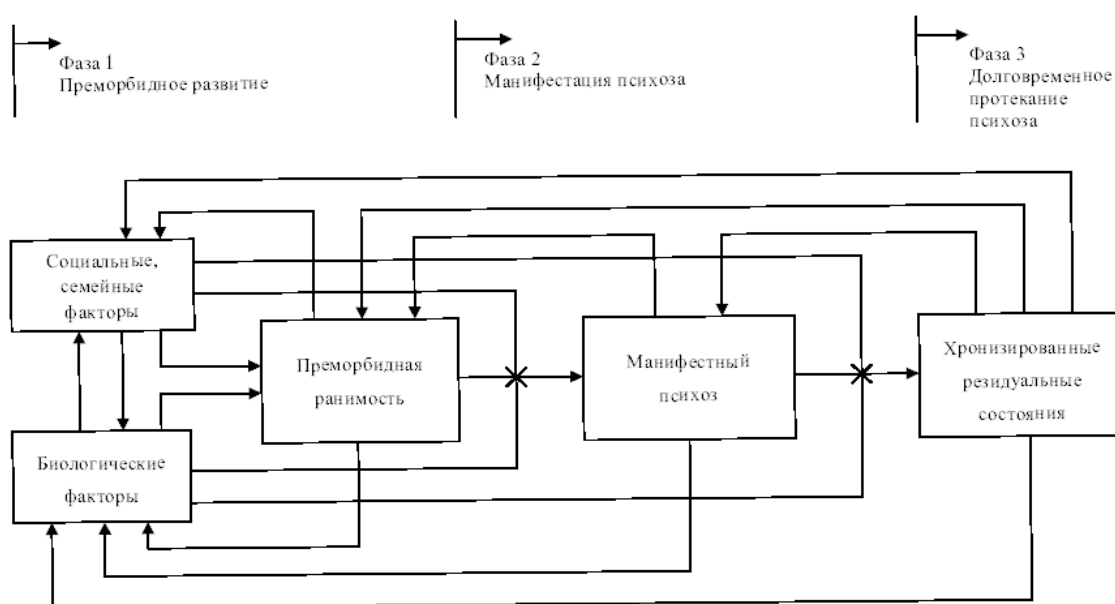 Фаза 1
Преморбидное развитие
Фаза 2
Манифестация психоза
Фаза 3
Долговременное
протекание
психоза
Социальные,
семейные
факторы
Преморбидная
ранимость
Манифестный
психоз
Хронизированные
резидуальные
состояния
Биологические
факторы